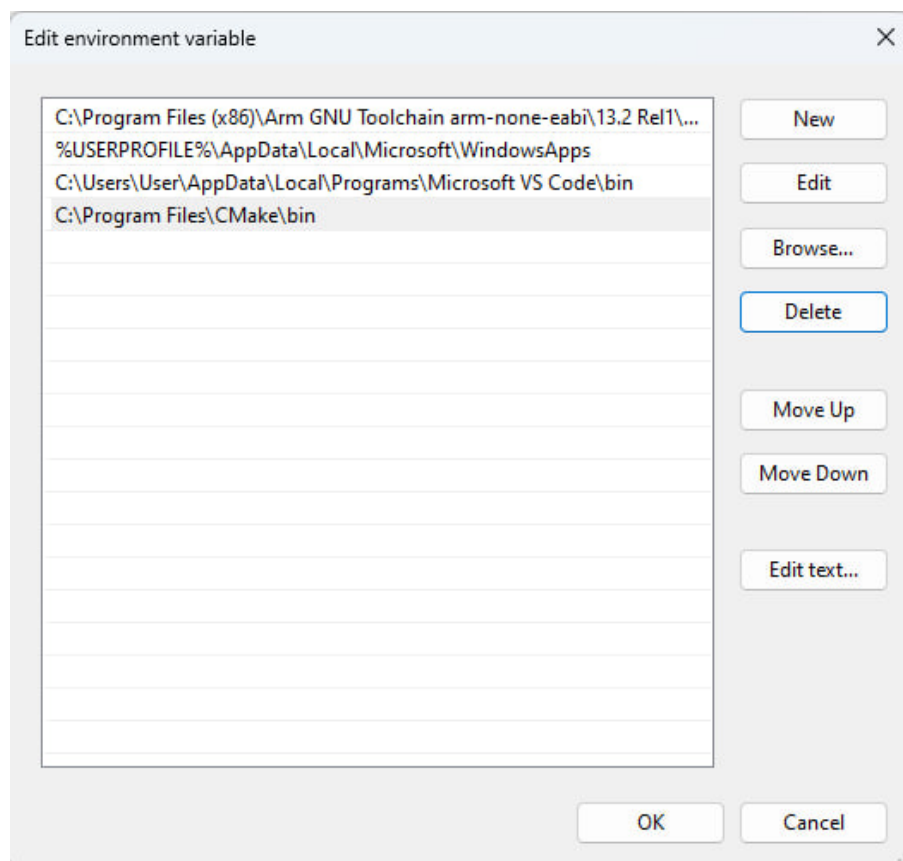 Edit environment variable
C:\Program Files (x86)\Arm GNU Toolchain arm-none-eabi\13.2 Rel1\...
%USERPROFILE%\AppData\Local\Microsoft\WindowsApps
C:\Users\User\AppData\Local\Programs\Microsoft VS Code\bin
C:\Program Files\CMake\bin
New
Edit
Browse...
Delete
Move Up
Move Down
Edit text...
OK
Cancel